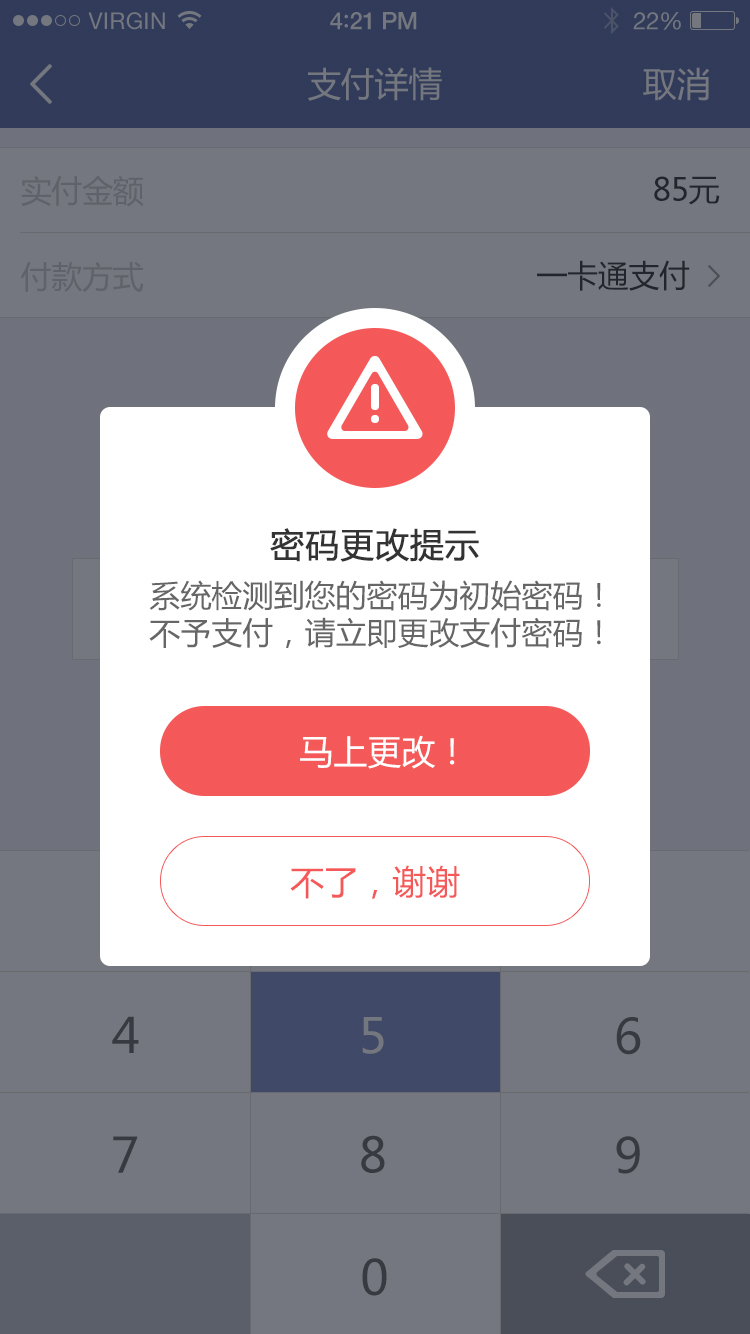 VIRGIN 4:21 PM 22%
支付详情 取消
实付金额 85元
付款方式 一卡通支付
密码更改提示
系统检测到您的密码为初始密码！
不予支付，请立即更改支付密码！
马上更改！
不了，谢谢
4 5 6
7 8 9
0